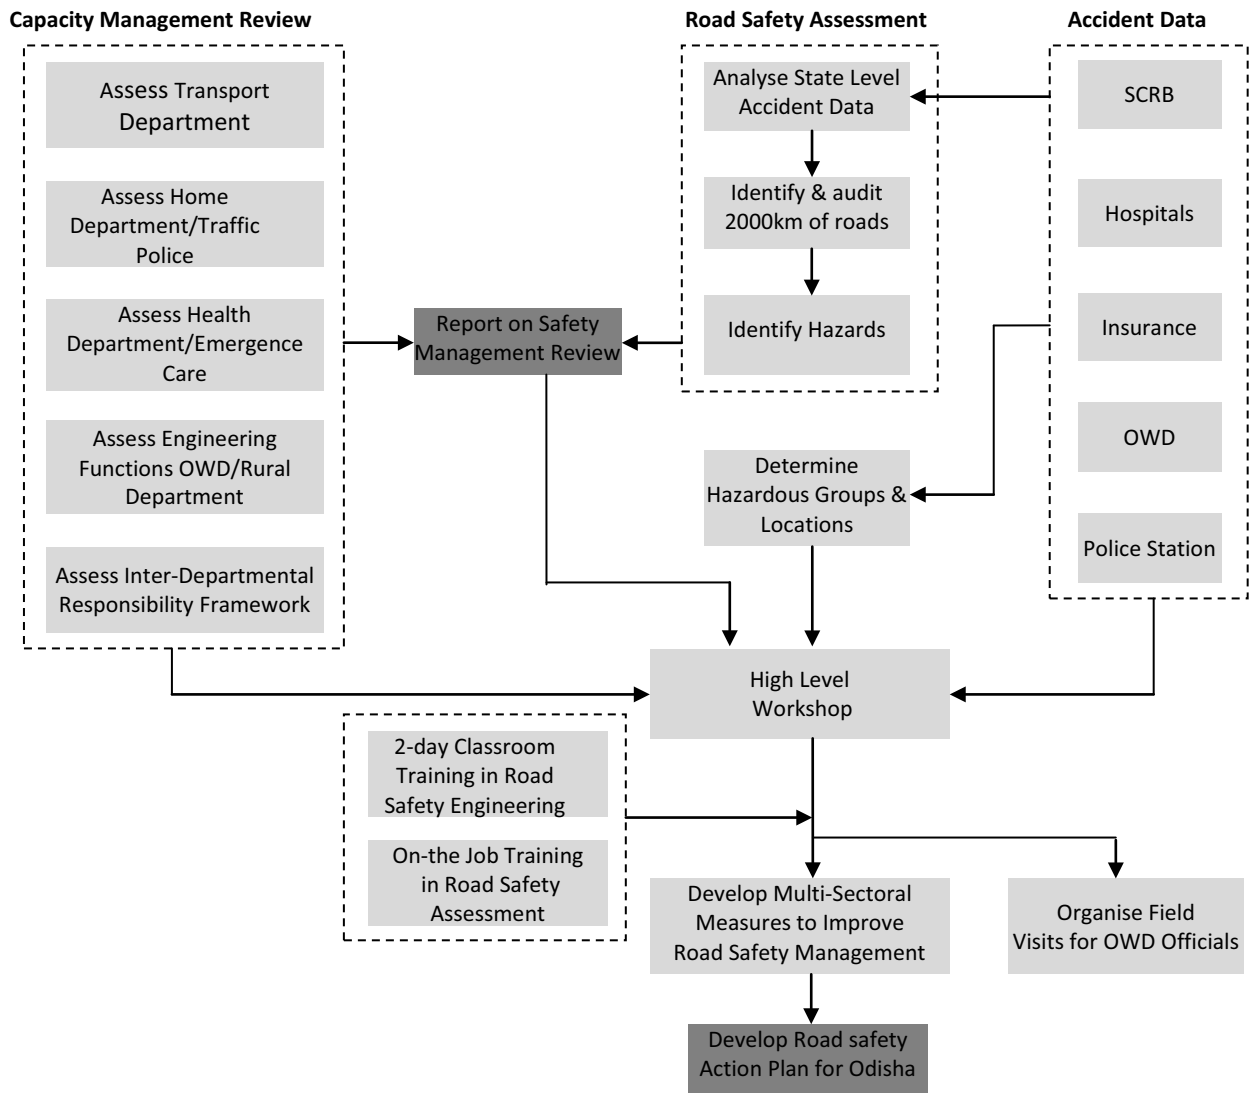 Capacity Management Review
Assess Transport
Department
Assess Home
Department/Traffic
Police
Assess Health
Department/Emergence
Care
Assess Engineering
Functions OWD/Rural
Department
Assess Inter-Departmental
Responsibility Framework
Report on Safety
Management Review
Road Safety Assessment
Analyse State Level
Accident Data
Identify & audit
2000km of roads
Identify Hazards
Accident Data
SCRB
Hospitals
Insurance
OWD
Police Station
Determine
Hazardous Groups &
Locations
High Level
Workshop
2-day Classroom
Training in Road
Safety Engineering
On-the Job Training
in Road Safety
Assessment
Develop Multi-Sectoral
Measures to Improve
Road Safety Management
Organise Field
Visits for OWD Officials
Develop Road safety
Action Plan for Odisha